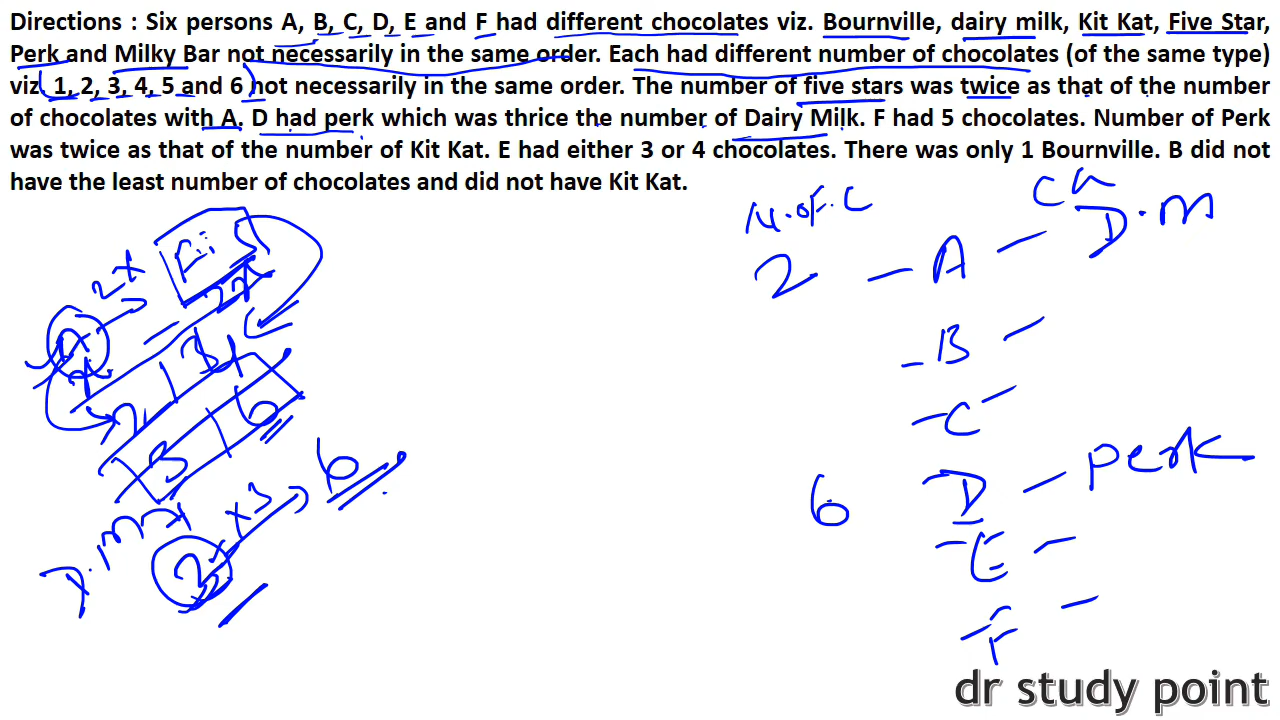 Directions : Six persons A, B, C, D, E and F had different chocolates viz. Bournville, dairy milk, Kit Kat, Five Star,
Perk and Milky Bar not necessarily in the same order. Each had different number of chocolates (of the same type)
viz. 1, 2, 3, 4, 5 and 6 not necessarily in the same order. The number of five stars was twice as that of the number
of chocolates with A. D had perk which was thrice the number of Dairy Milk. F had 5 chocolates. Number of Perk
was twice as that of the number of Kit Kat. E had either 3 or 4 chocolates. There was only 1 Bournville. B did not
have the least number of chocolates and did not have Kit Kat.
N.of.C
2 - A - D.M
- B -
- C -
6 D - perk
- E -
- F -
3 | 6
x3 → 6
dr study point